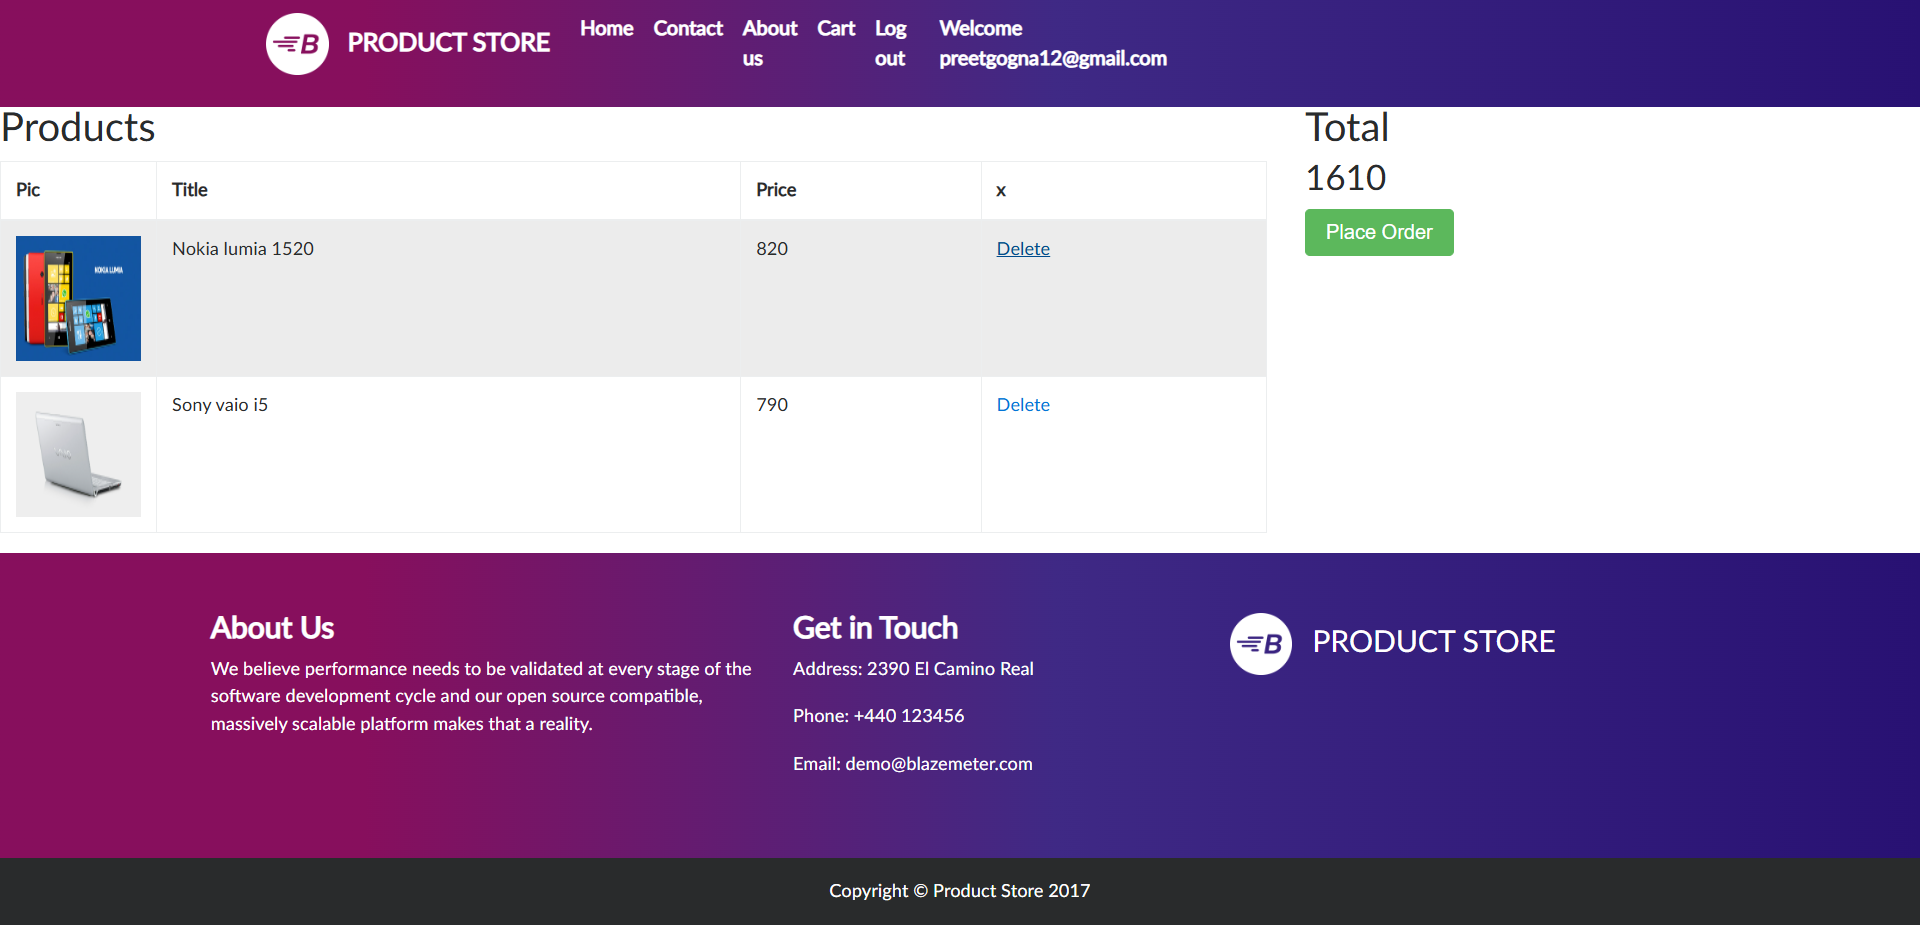 B PRODUCT STORE Home Contact About us Cart Log out Welcome preetgogna12@gmail.com
Products
Total
1610
Place Order
Pic Title Price x
NOKIA LUMIA
Nokia lumia 1520 820 Delete
Sony vaio i5 790 Delete
About Us
We believe performance needs to be validated at every stage of the
software development cycle and our open source compatible,
massively scalable platform makes that a reality.
Get in Touch
Address: 2390 El Camino Real
Phone: +440 123456
Email: demo@blazemeter.com
B PRODUCT STORE
Copyright © Product Store 2017